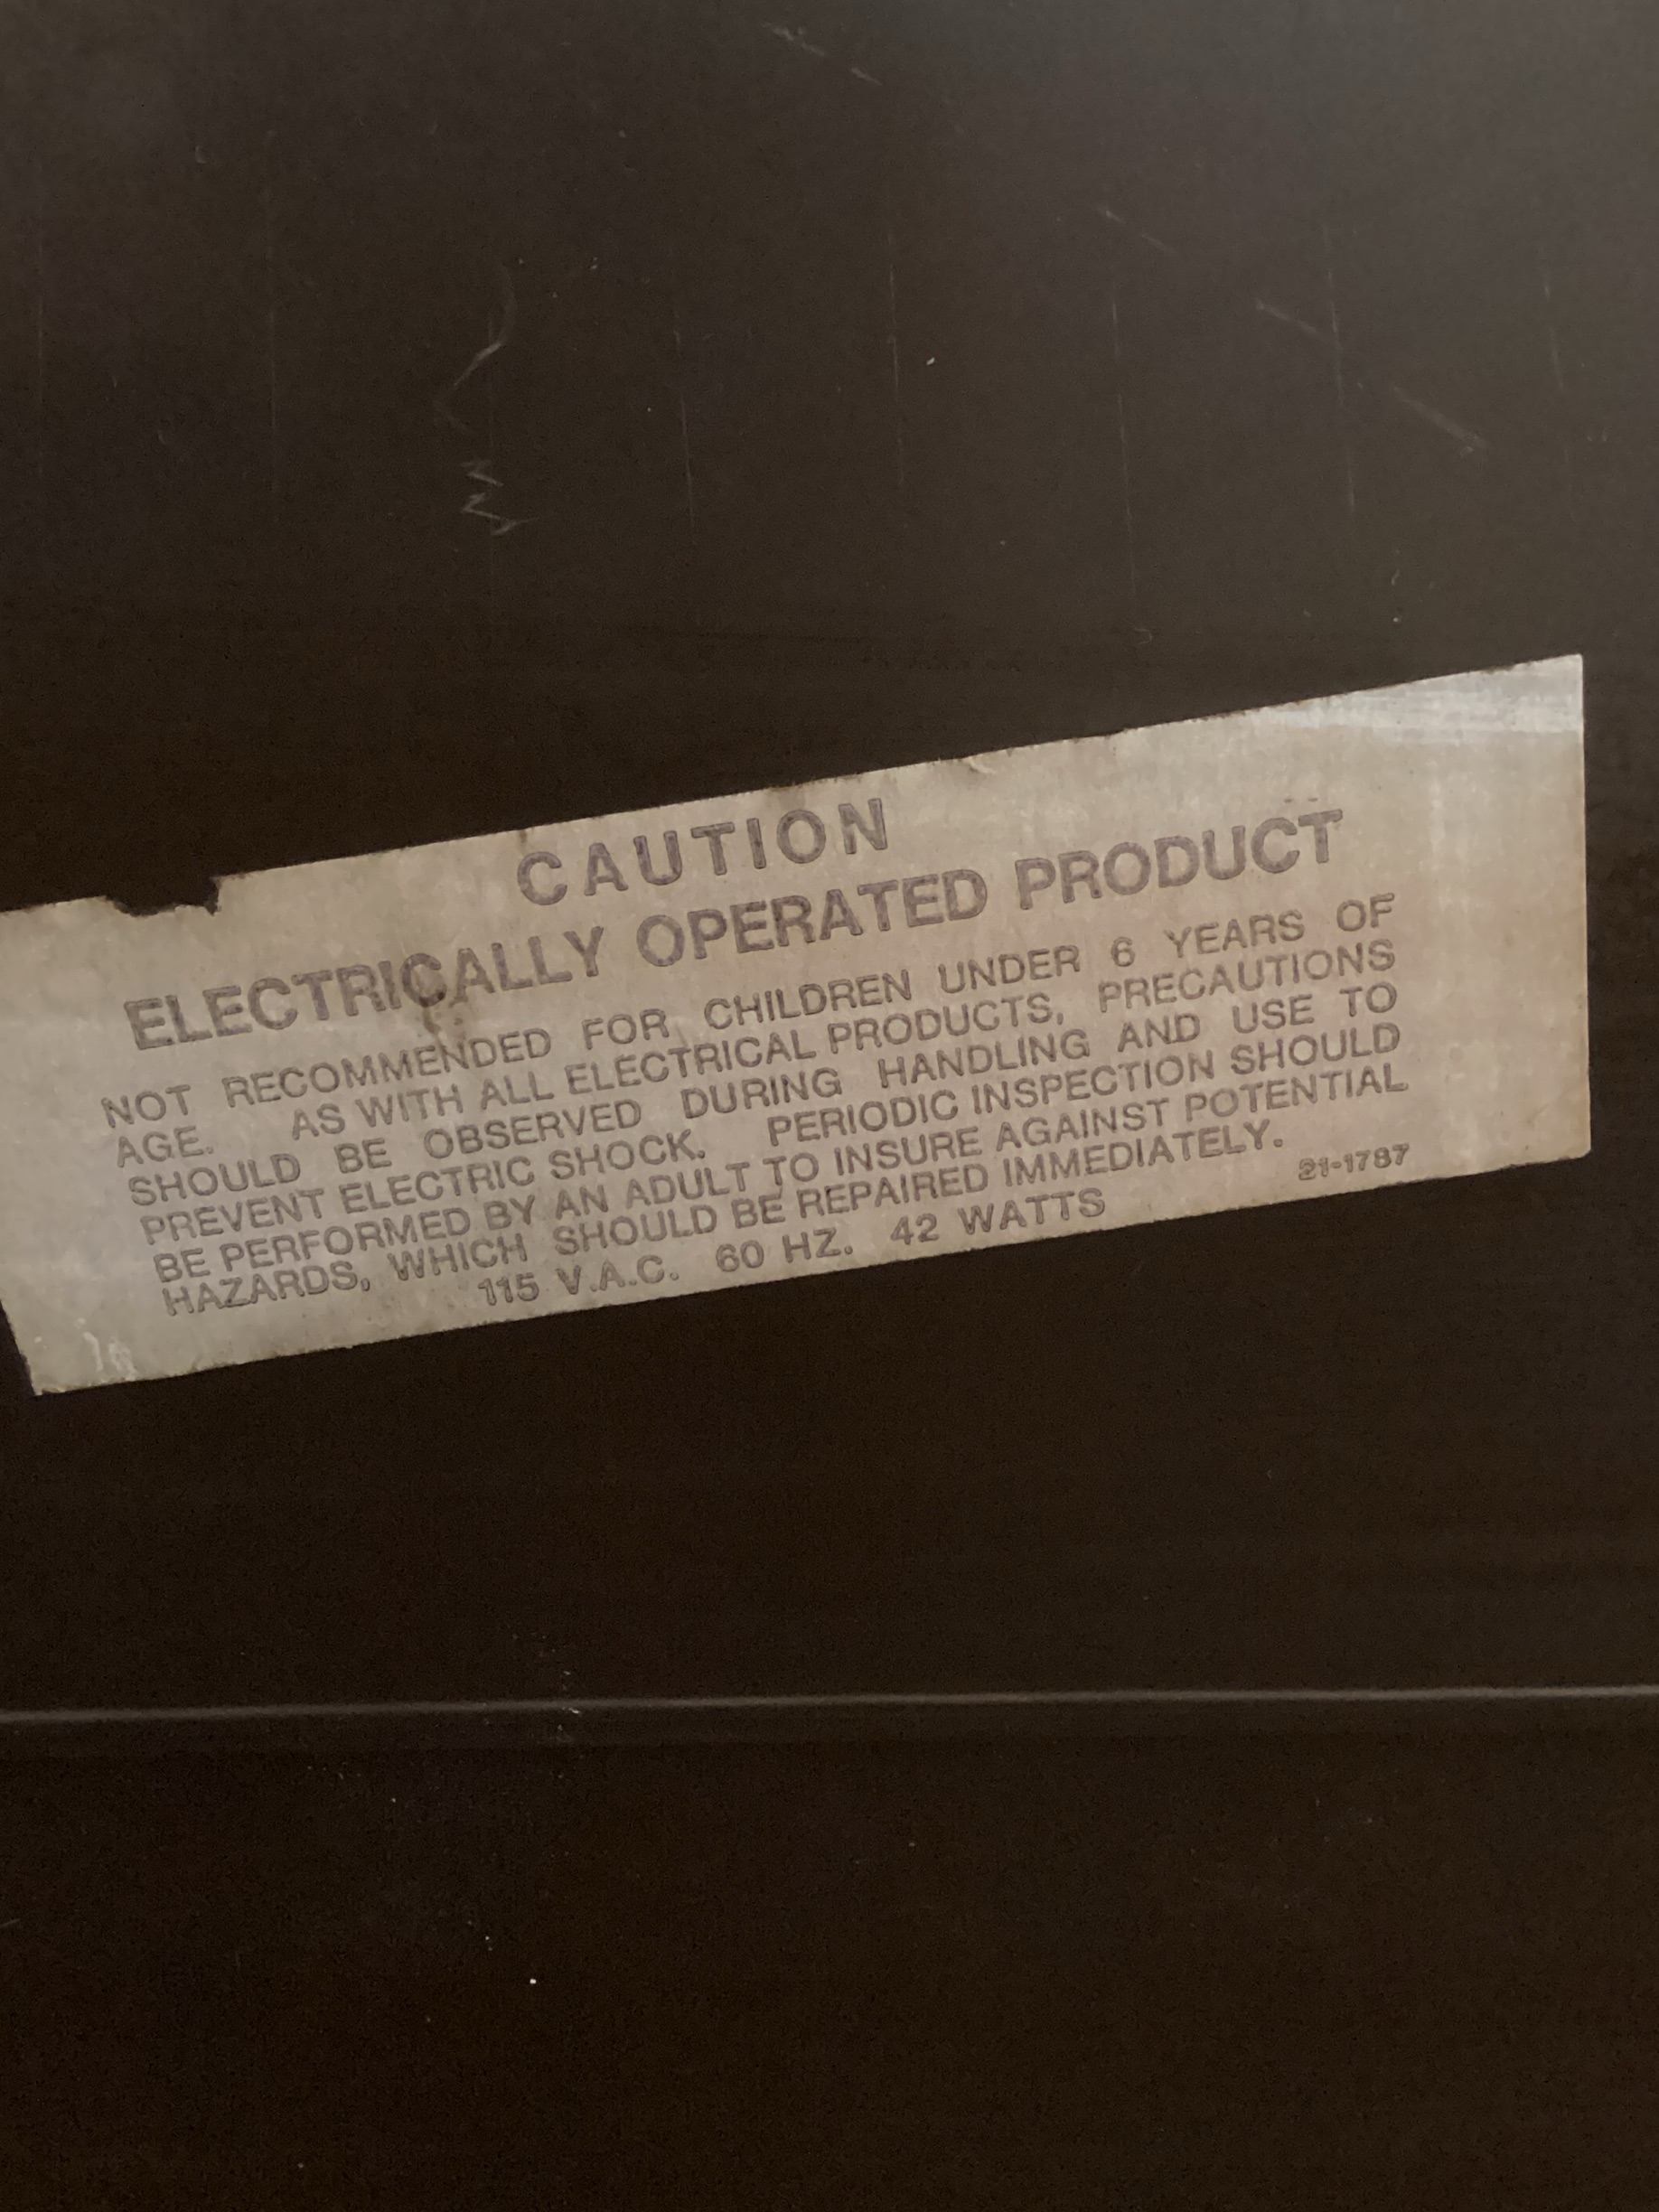 CAUTION
ELECTRICALLY OPERATED PRODUCT
NOT RECOMMENDED FOR CHILDREN UNDER 6 YEARS OF
AGE. AS WITH ALL ELECTRICAL PRODUCTS, PRECAUTIONS
SHOULD BE OBSERVED DURING HANDLING AND USE TO
PREVENT ELECTRIC SHOCK. PERIODIC INSPECTION SHOULD
BE PERFORMED BY AN ADULT TO INSURE AGAINST POTENTIAL
HAZARDS, WHICH SHOULD BE REPAIRED IMMEDIATELY.
115 V.A.C. 60 HZ. 42 WATTS
21-1787